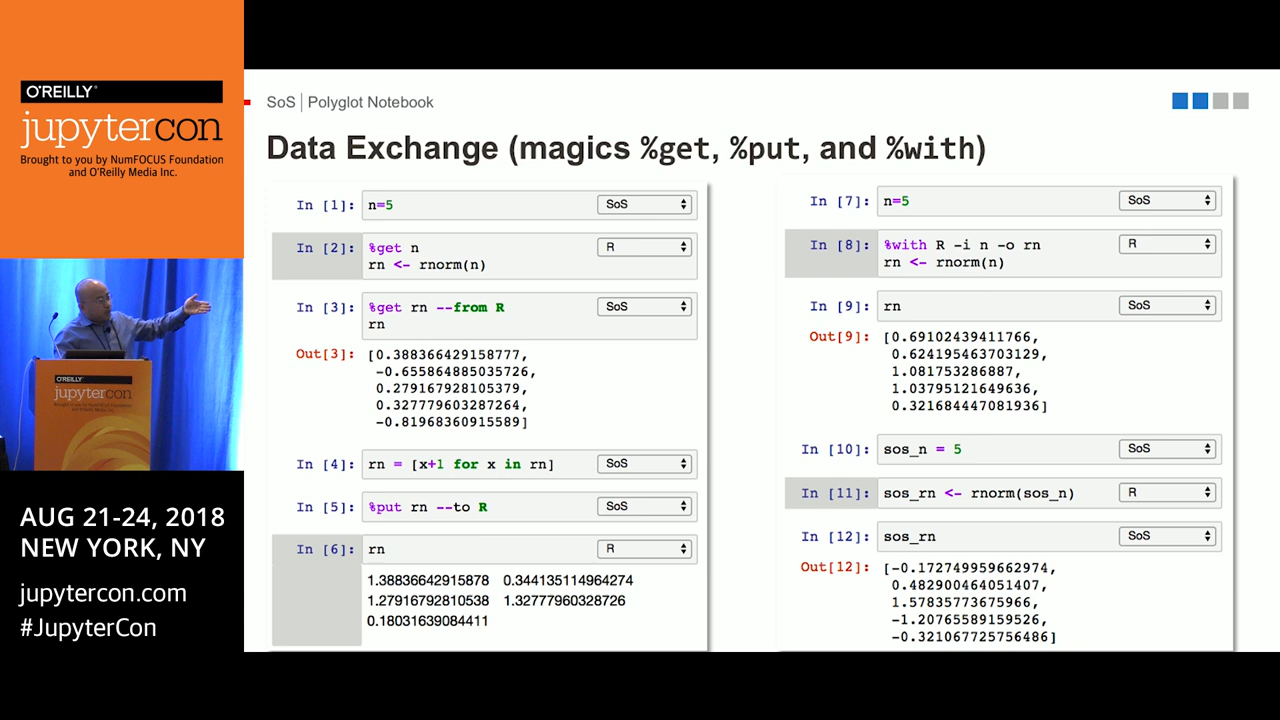 O'REILLY®
jupytercon
Brought to you by NumFOCUS Foundation
and O'Reilly Media Inc.
O'REILLY
jupytercon
AUG 21-24, 2018
NEW YORK, NY
jupytercon.com
#JupyterCon
SoS | Polyglot Notebook
Data Exchange (magics %get, %put, and %with)
In [1]: n=5 SoS
In [2]: %get n R
rn <- rnorm(n)
In [3]: %get rn --from R SoS
rn
Out[3]: [0.388366429158777,
-0.655864885035726,
0.279167928105379,
0.327779603287264,
-0.81968360915589]
In [4]: rn = [x+1 for x in rn] SoS
In [5]: %put rn --to R SoS
In [6]: rn R
1.38836642915878 0.344135114964274
1.27916792810538 1.32777960328726
0.18031639084411
In [7]: n=5 SoS
In [8]: %with R -i n -o rn R
rn <- rnorm(n)
In [9]: rn SoS
Out[9]: [0.69102439411766,
0.624195463703129,
1.081753286887,
1.03795121649636,
0.321684447081936]
In [10]: sos_n = 5 SoS
In [11]: sos_rn <- rnorm(sos_n) R
In [12]: sos_rn SoS
Out[12]: [-0.172749959662974,
0.482900464051407,
1.57835773675966,
-1.20765589159526,
-0.321067725756486]